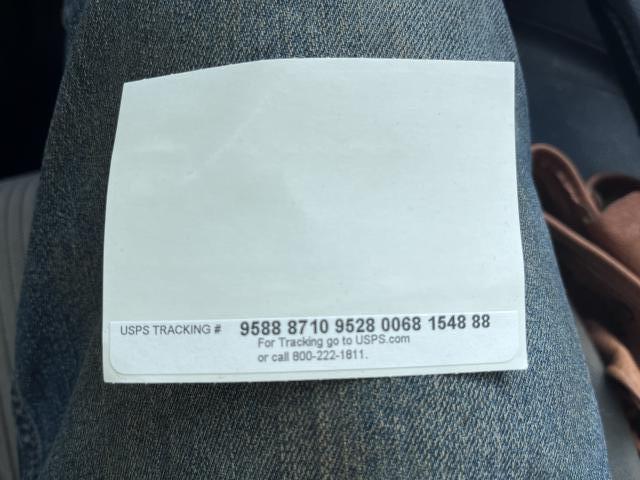 USPS TRACKING # 9588 8710 9528 0068 1548 88
For Tracking go to USPS.com
or call 800-222-1811.